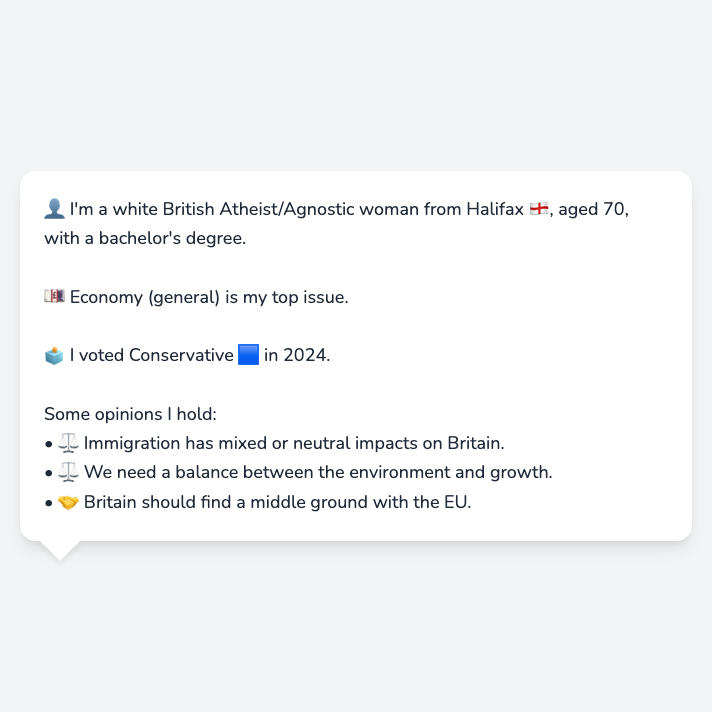 👤 I'm a white British Atheist/Agnostic woman from Halifax 🏴󠁧󠁢󠁥󠁮󠁧󠁿, aged 70,
with a bachelor's degree.
💷 Economy (general) is my top issue.
🗳️ I voted Conservative 🟦 in 2024.
Some opinions I hold:
• ⚖️ Immigration has mixed or neutral impacts on Britain.
• ⚖️ We need a balance between the environment and growth.
• 🤝 Britain should find a middle ground with the EU.